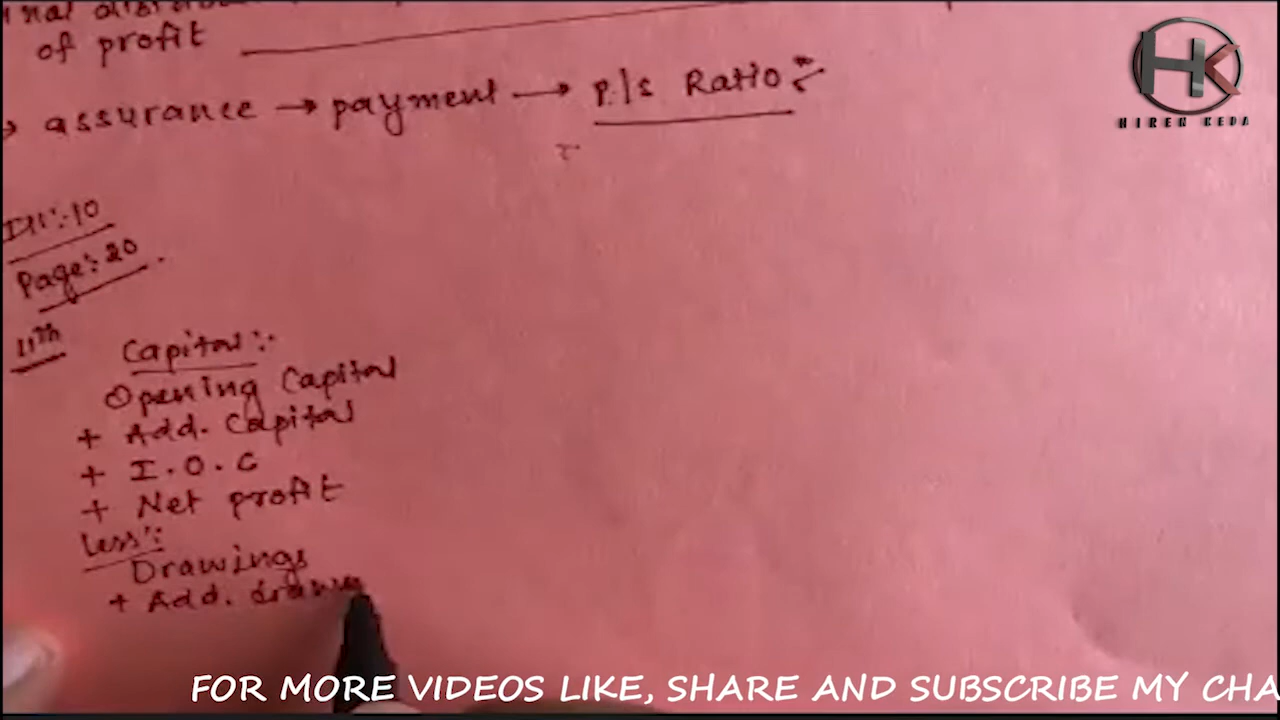 of profit
assurance → payment → P/s Ratio:-
HIREN KEDA
Ill:-10
Page:-20
11th
Capital:-
Opening Capital
+ Add. Capital
+ I.O.C
+ Net profit
Less:-
Drawings
+ Add. draw
FOR MORE VIDEOS LIKE, SHARE AND SUBSCRIBE MY CHA